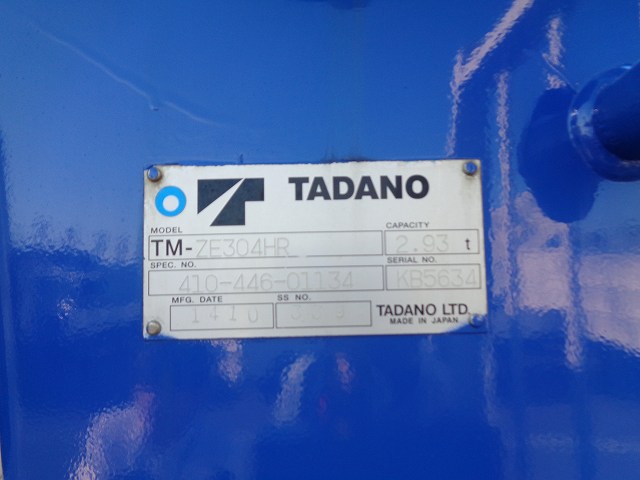 TADANO
MODEL CAPACITY
TM-ZE304HR 2.93 t
SPEC. NO. SERIAL NO.
410-446-01134 KB5634
MFG. DATE SS NO.
1410 TADANO LTD.
MADE IN JAPAN